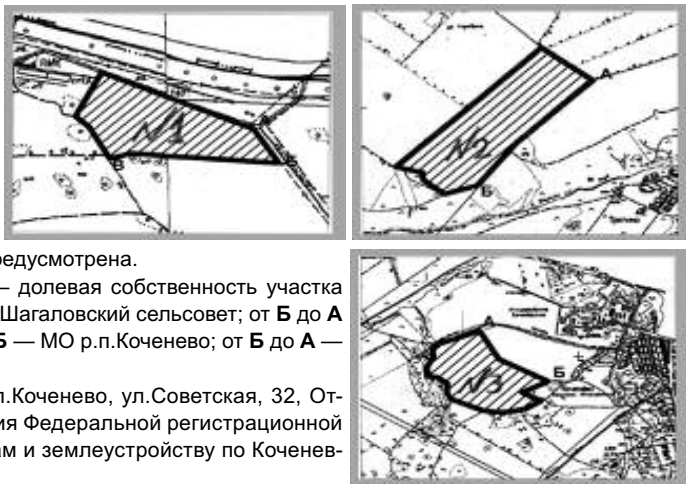 №1
В
№2
А
Б
редусмотрена.
– долевая собственность участка
Шагаловский сельсовет; от Б до А
Б — МО р.п.Коченево; от Б до А —
п.Коченево, ул.Советская, 32, От-
ия Федеральной регистрационной
ам и землеустройству по Коченев-
А
№3
Б